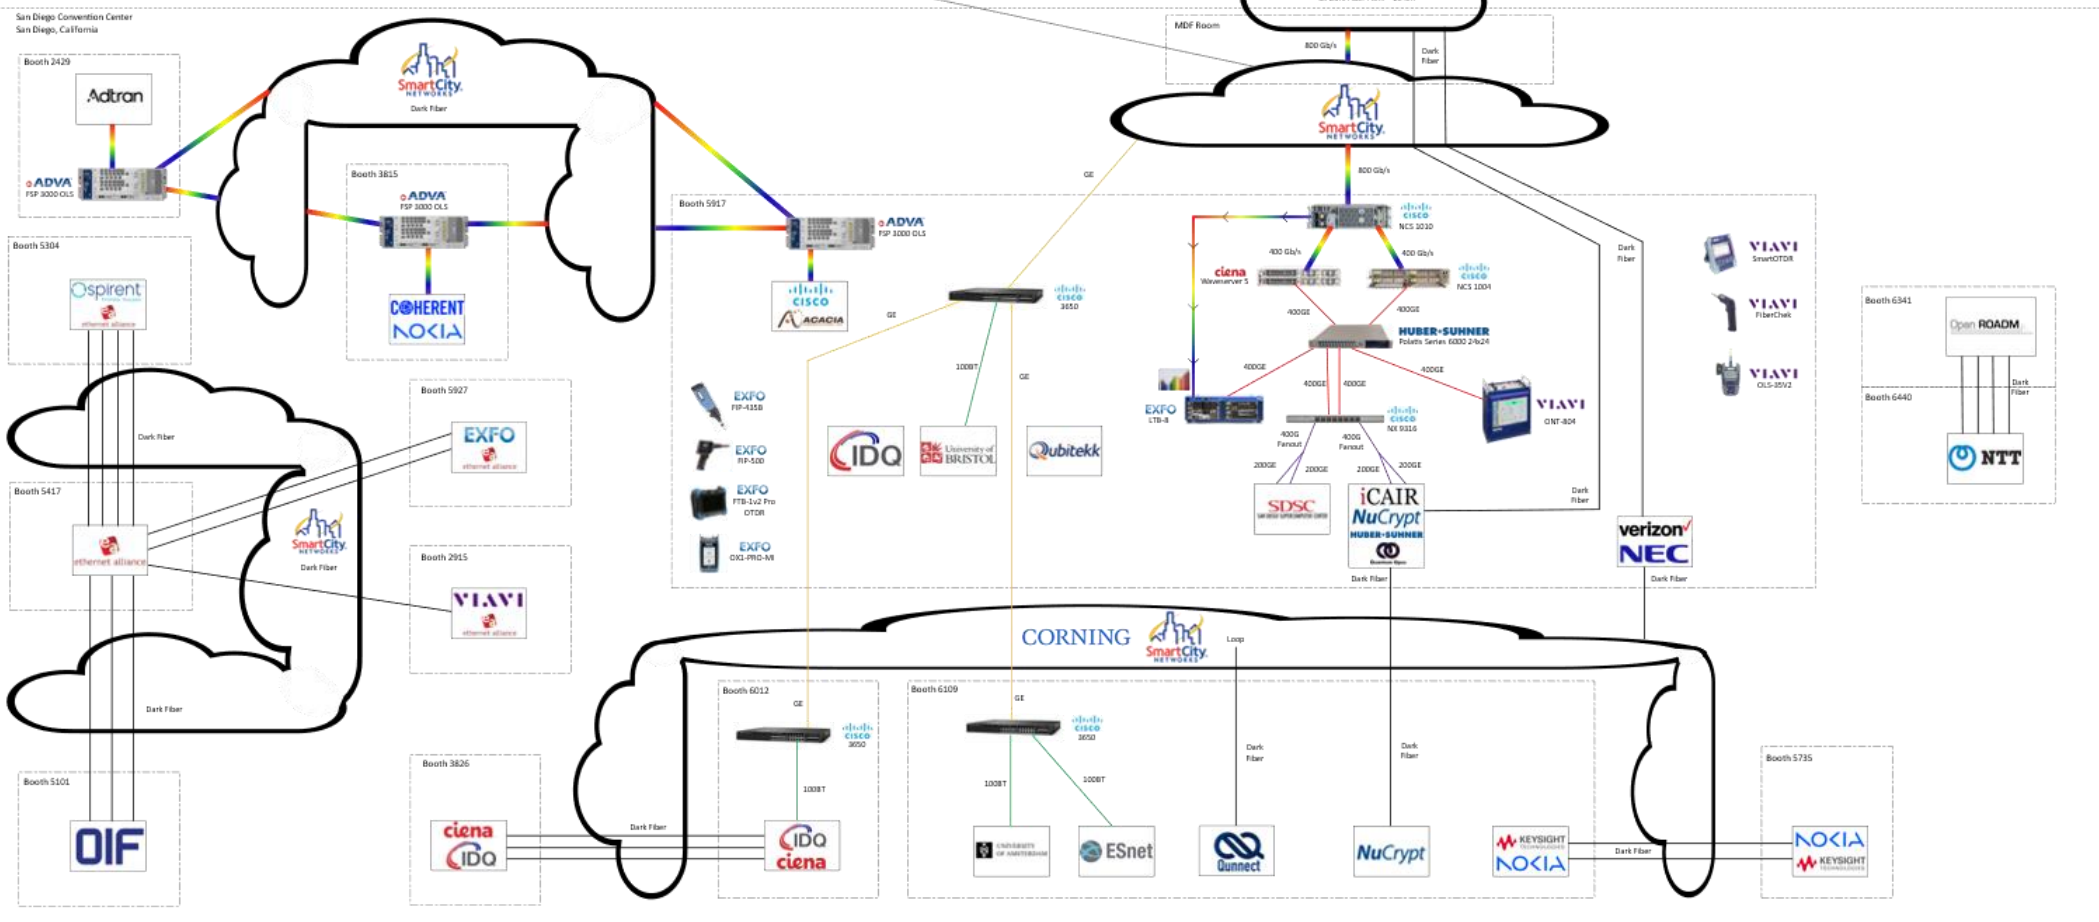 San Diego Convention Center
San Diego, California
Booth 2429
Adtran
ADVA
FSP 3000 OLS
SmartCity.
NETWORKS
Dark Fiber
Booth 3815
ADVA
FSP 3000 OLS
COHERENT
NOKIA
MDF Room
800 Gb/s
Dark
Fiber
SmartCity.
NETWORKS
GE
800 Gb/s
Booth 5917
ADVA
FSP 3000 OLS
CISCO
ACACIA
CISCO
3650
GE
100BT
GE
CISCO
NCS 1010
400 Gb/s
400 Gb/s
ciena
Waveserver 5
CISCO
NCS 1004
400GE
400GE
HUBER+SUHNER
Polatis Series 6000 24x24
400GE
400GE
400GE
400GE
EXFO
LTB-8
CISCO
NX 9316
VIAVI
ONT-804
400G
Fanout
400G
Fanout
200GE
200GE
200GE
200GE
SDSC
SAN DIEGO SUPERCOMPUTER CENTER
iCAIR
NuCrypt
HUBER+SUHNER
Quantum Opus
Dark
Fiber
Dark
Fiber
verizon
NEC
Dark Fiber
Dark Fiber
VIAVI
SmartOTDR
VIAVI
FiberChek
VIAVI
OLS-35V2
EXFO
FIP-435B
EXFO
FIP-500
EXFO
FTB-1v2 Pro
OTDR
EXFO
OX1-PRO-MI
IDQ
University of
BRISTOL
Qubitekk
Booth 6341
Open ROADM
Dark
Fiber
Booth 6440
NTT
Booth 5304
spirent
ethernet alliance
Dark Fiber
Booth 5927
EXFO
ethernet alliance
Booth 5417
ethernet alliance
SmartCity.
NETWORKS
Dark Fiber
Booth 2915
VIAVI
ethernet alliance
Dark Fiber
Booth 5101
OIF
CORNING
SmartCity.
NETWORKS
Loop
Booth 6012
GE
CISCO
3650
100BT
IDQ
ciena
Booth 3826
ciena
IDQ
Dark Fiber
Booth 6109
GE
CISCO
3650
100BT
100BT
UNIVERSITY
OF AMSTERDAM
ESnet
Dark
Fiber
Qunnect
Dark
Fiber
NuCrypt
KEYSIGHT
TECHNOLOGIES
NOKIA
Dark Fiber
Booth 5735
NOKIA
KEYSIGHT
TECHNOLOGIES